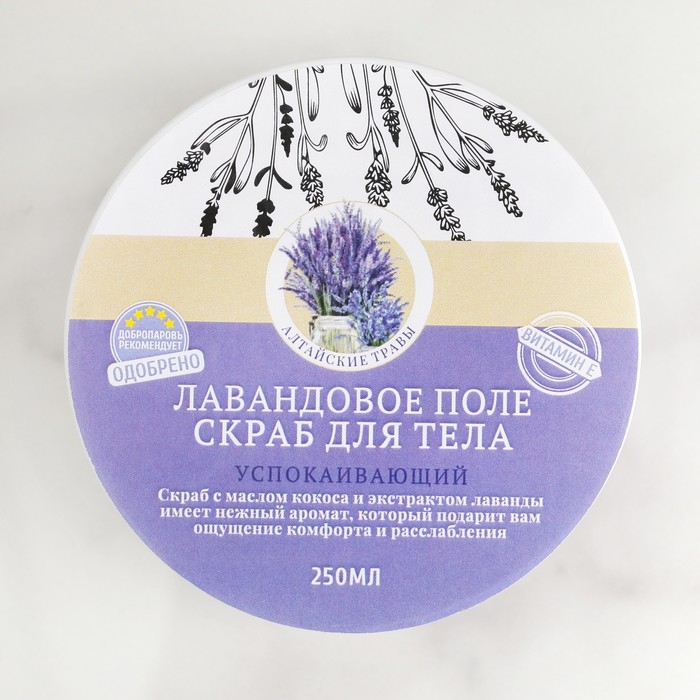 АЛТАЙСКИЕ ТРАВЫ
ДОБРОПАРОВЪ
РЕКОМЕНДУЕТ
ОДОБРЕНО
ВИТАМИН Е
ЛАВАНДОВОЕ ПОЛЕ
СКРАБ ДЛЯ ТЕЛА
УСПОКАИВАЮЩИЙ
Скраб с маслом кокоса и экстрактом лаванды
имеет нежный аромат, который подарит вам
ощущение комфорта и расслабления
250МЛ